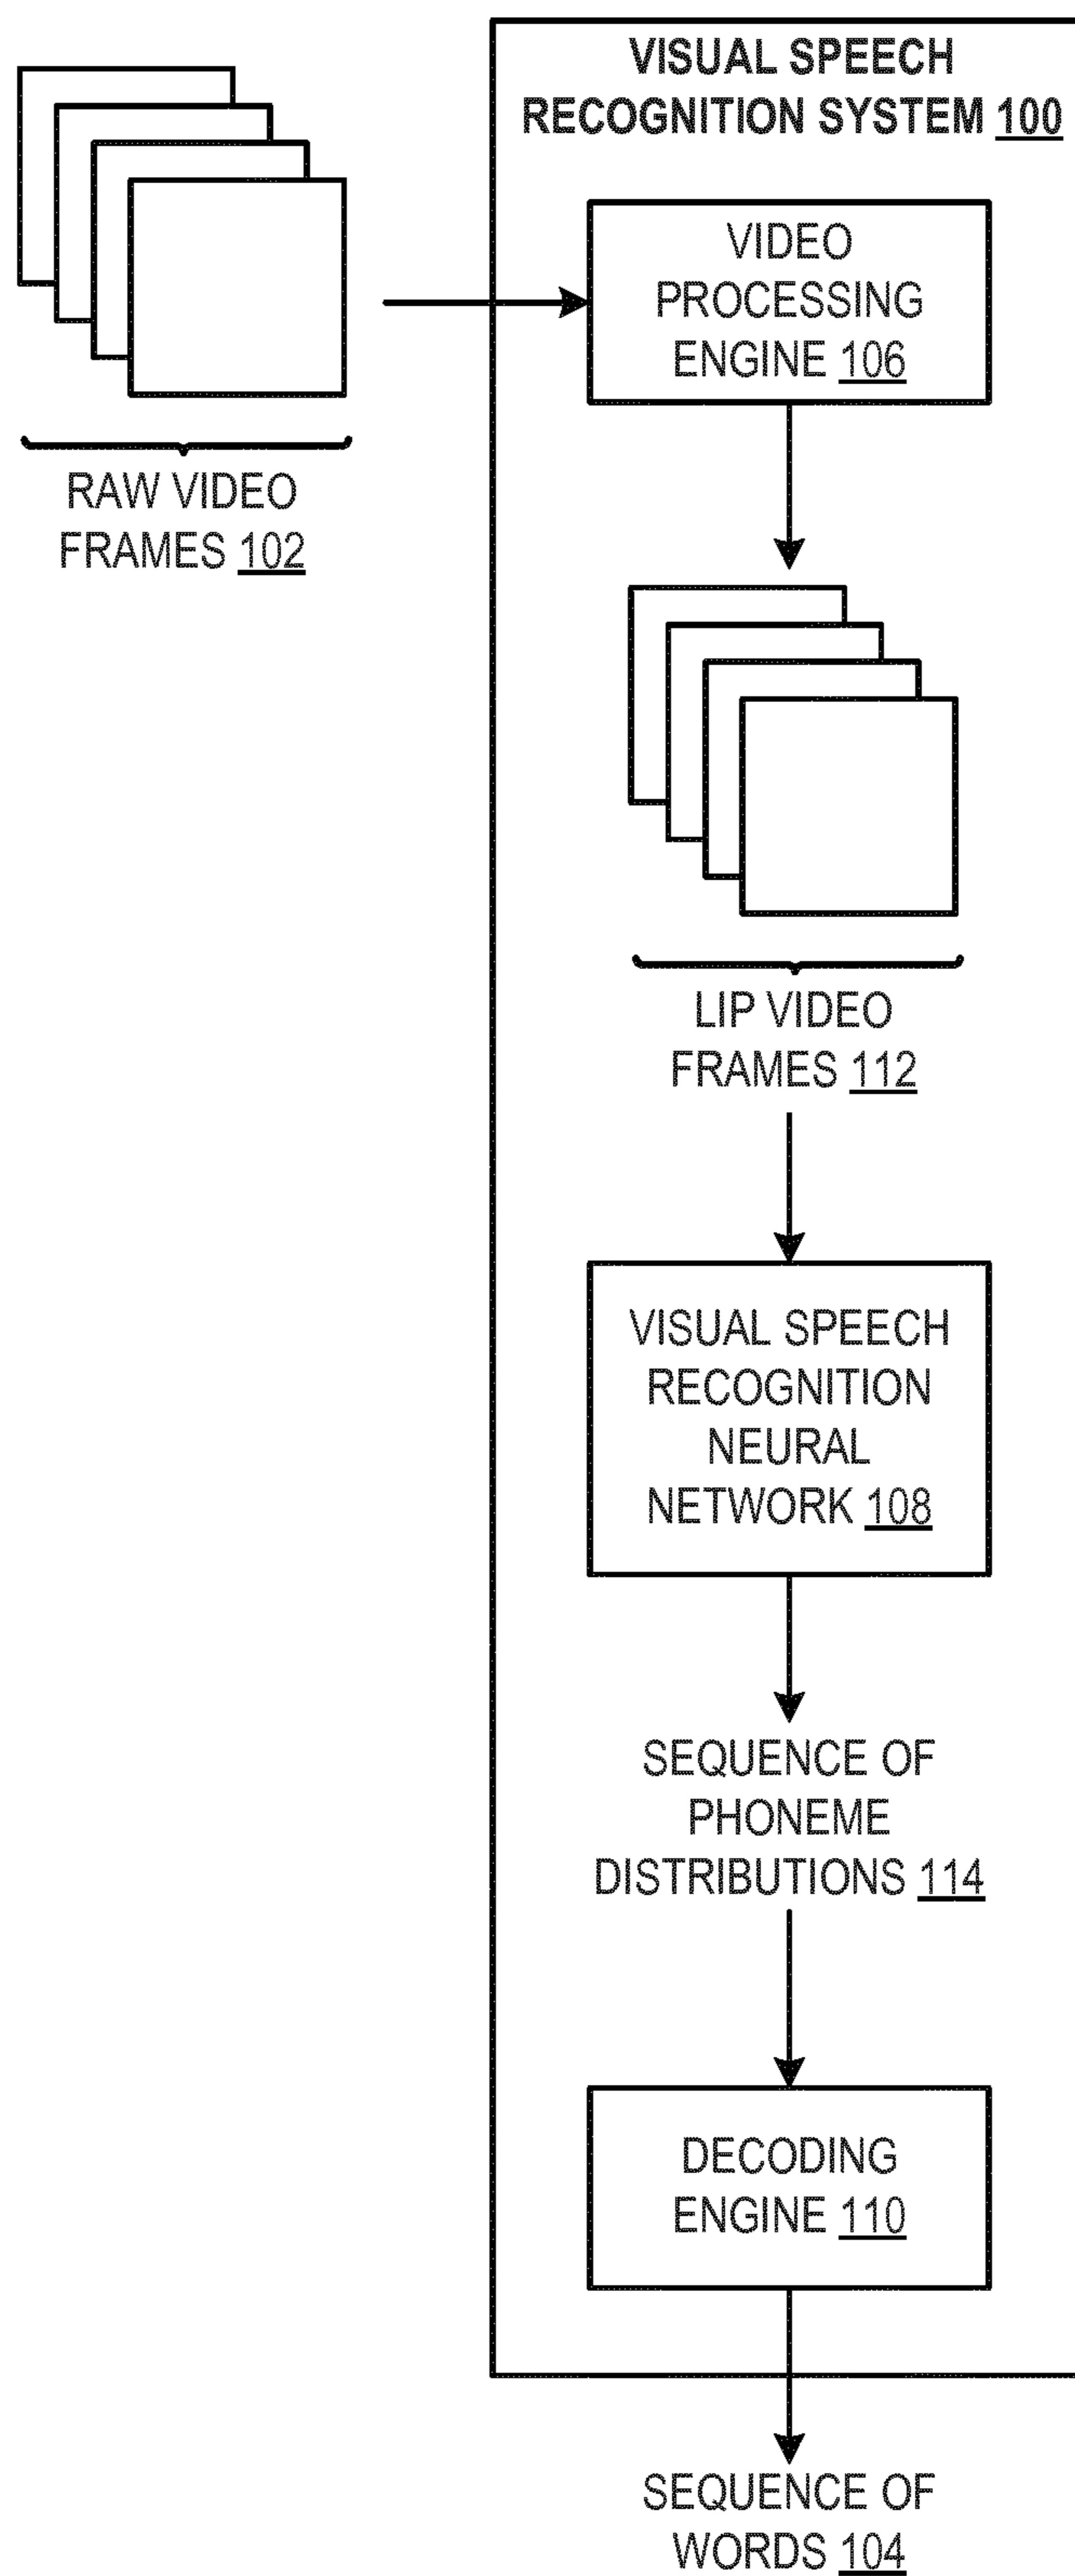 VISUAL SPEECH
RECOGNITION SYSTEM 100
VIDEO
PROCESSING
ENGINE 106
RAW VIDEO
FRAMES 102
LIP VIDEO
FRAMES 112
VISUAL SPEECH
RECOGNITION
NEURAL
NETWORK 108
SEQUENCE OF
PHONEME
DISTRIBUTIONS 114
DECODING
ENGINE 110
SEQUENCE OF
WORDS 104